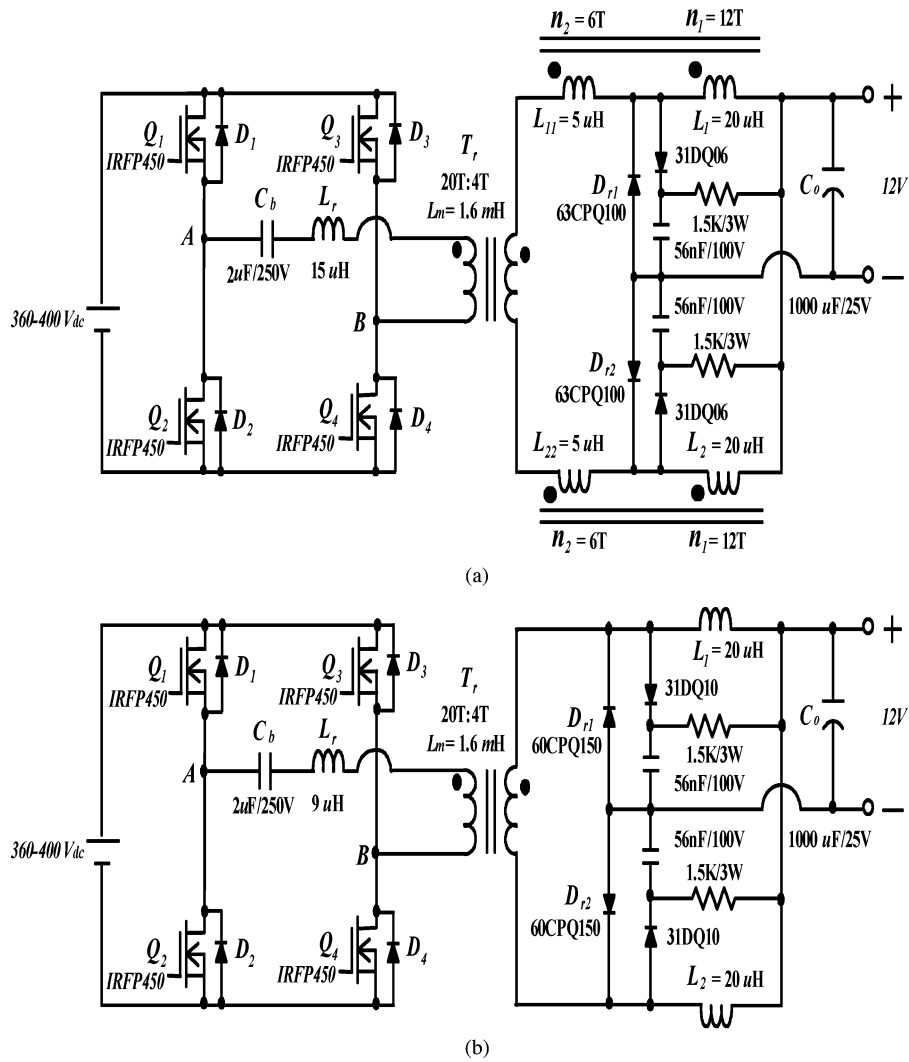 n2 = 6T n1 = 12T
Q1 D1 Q3 D3
IRFP450 IRFP450
L11 = 5 uH L1 = 20 uH
Tr
20T:4T
Lm = 1.6 mH
31DQ06
Cb Lr
Dr1
63CPQ100
1.5K/3W
Co 12V
A
2uF/250V 15 uH
56nF/100V
360-400 Vdc
B
56nF/100V 1000 uF/25V
1.5K/3W
Dr2
63CPQ100
31DQ06
Q2 D2 Q4 D4
IRFP450 IRFP450
L22 = 5 uH L2 = 20 uH
n2 = 6T n1 = 12T
(a)
Q1 D1 Q3 D3
IRFP450 IRFP450
L1 = 20 uH
Tr
20T:4T
Lm = 1.6 mH
31DQ10
Cb Lr
Dr1
60CPQ150
1.5K/3W
Co 12V
A
2uF/250V 9 uH
56nF/100V
360-400 Vdc
B
56nF/100V 1000 uF/25V
1.5K/3W
Dr2
60CPQ150
31DQ10
Q2 D2 Q4 D4
IRFP450 IRFP450
L2 = 20 uH
(b)